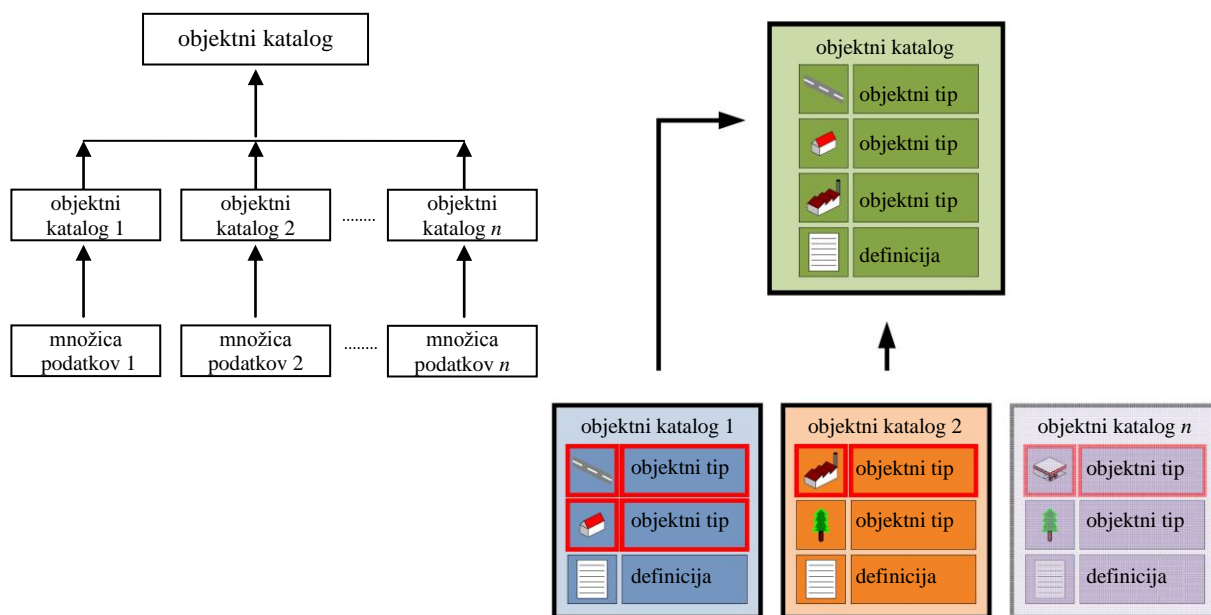 objektni katalog
objektni
katalog 1
objektni
katalog 2
........
objektni
katalog n
množica
podatkov 1
množica
podatkov 2
........
množica
podatkov n
objektni katalog
objektni tip
objektni tip
objektni tip
definicija
objektni katalog 1
objektni tip
objektni tip
definicija
objektni katalog 2
objektni tip
objektni tip
definicija
objektni katalog n
objektni tip
objektni tip
definicija